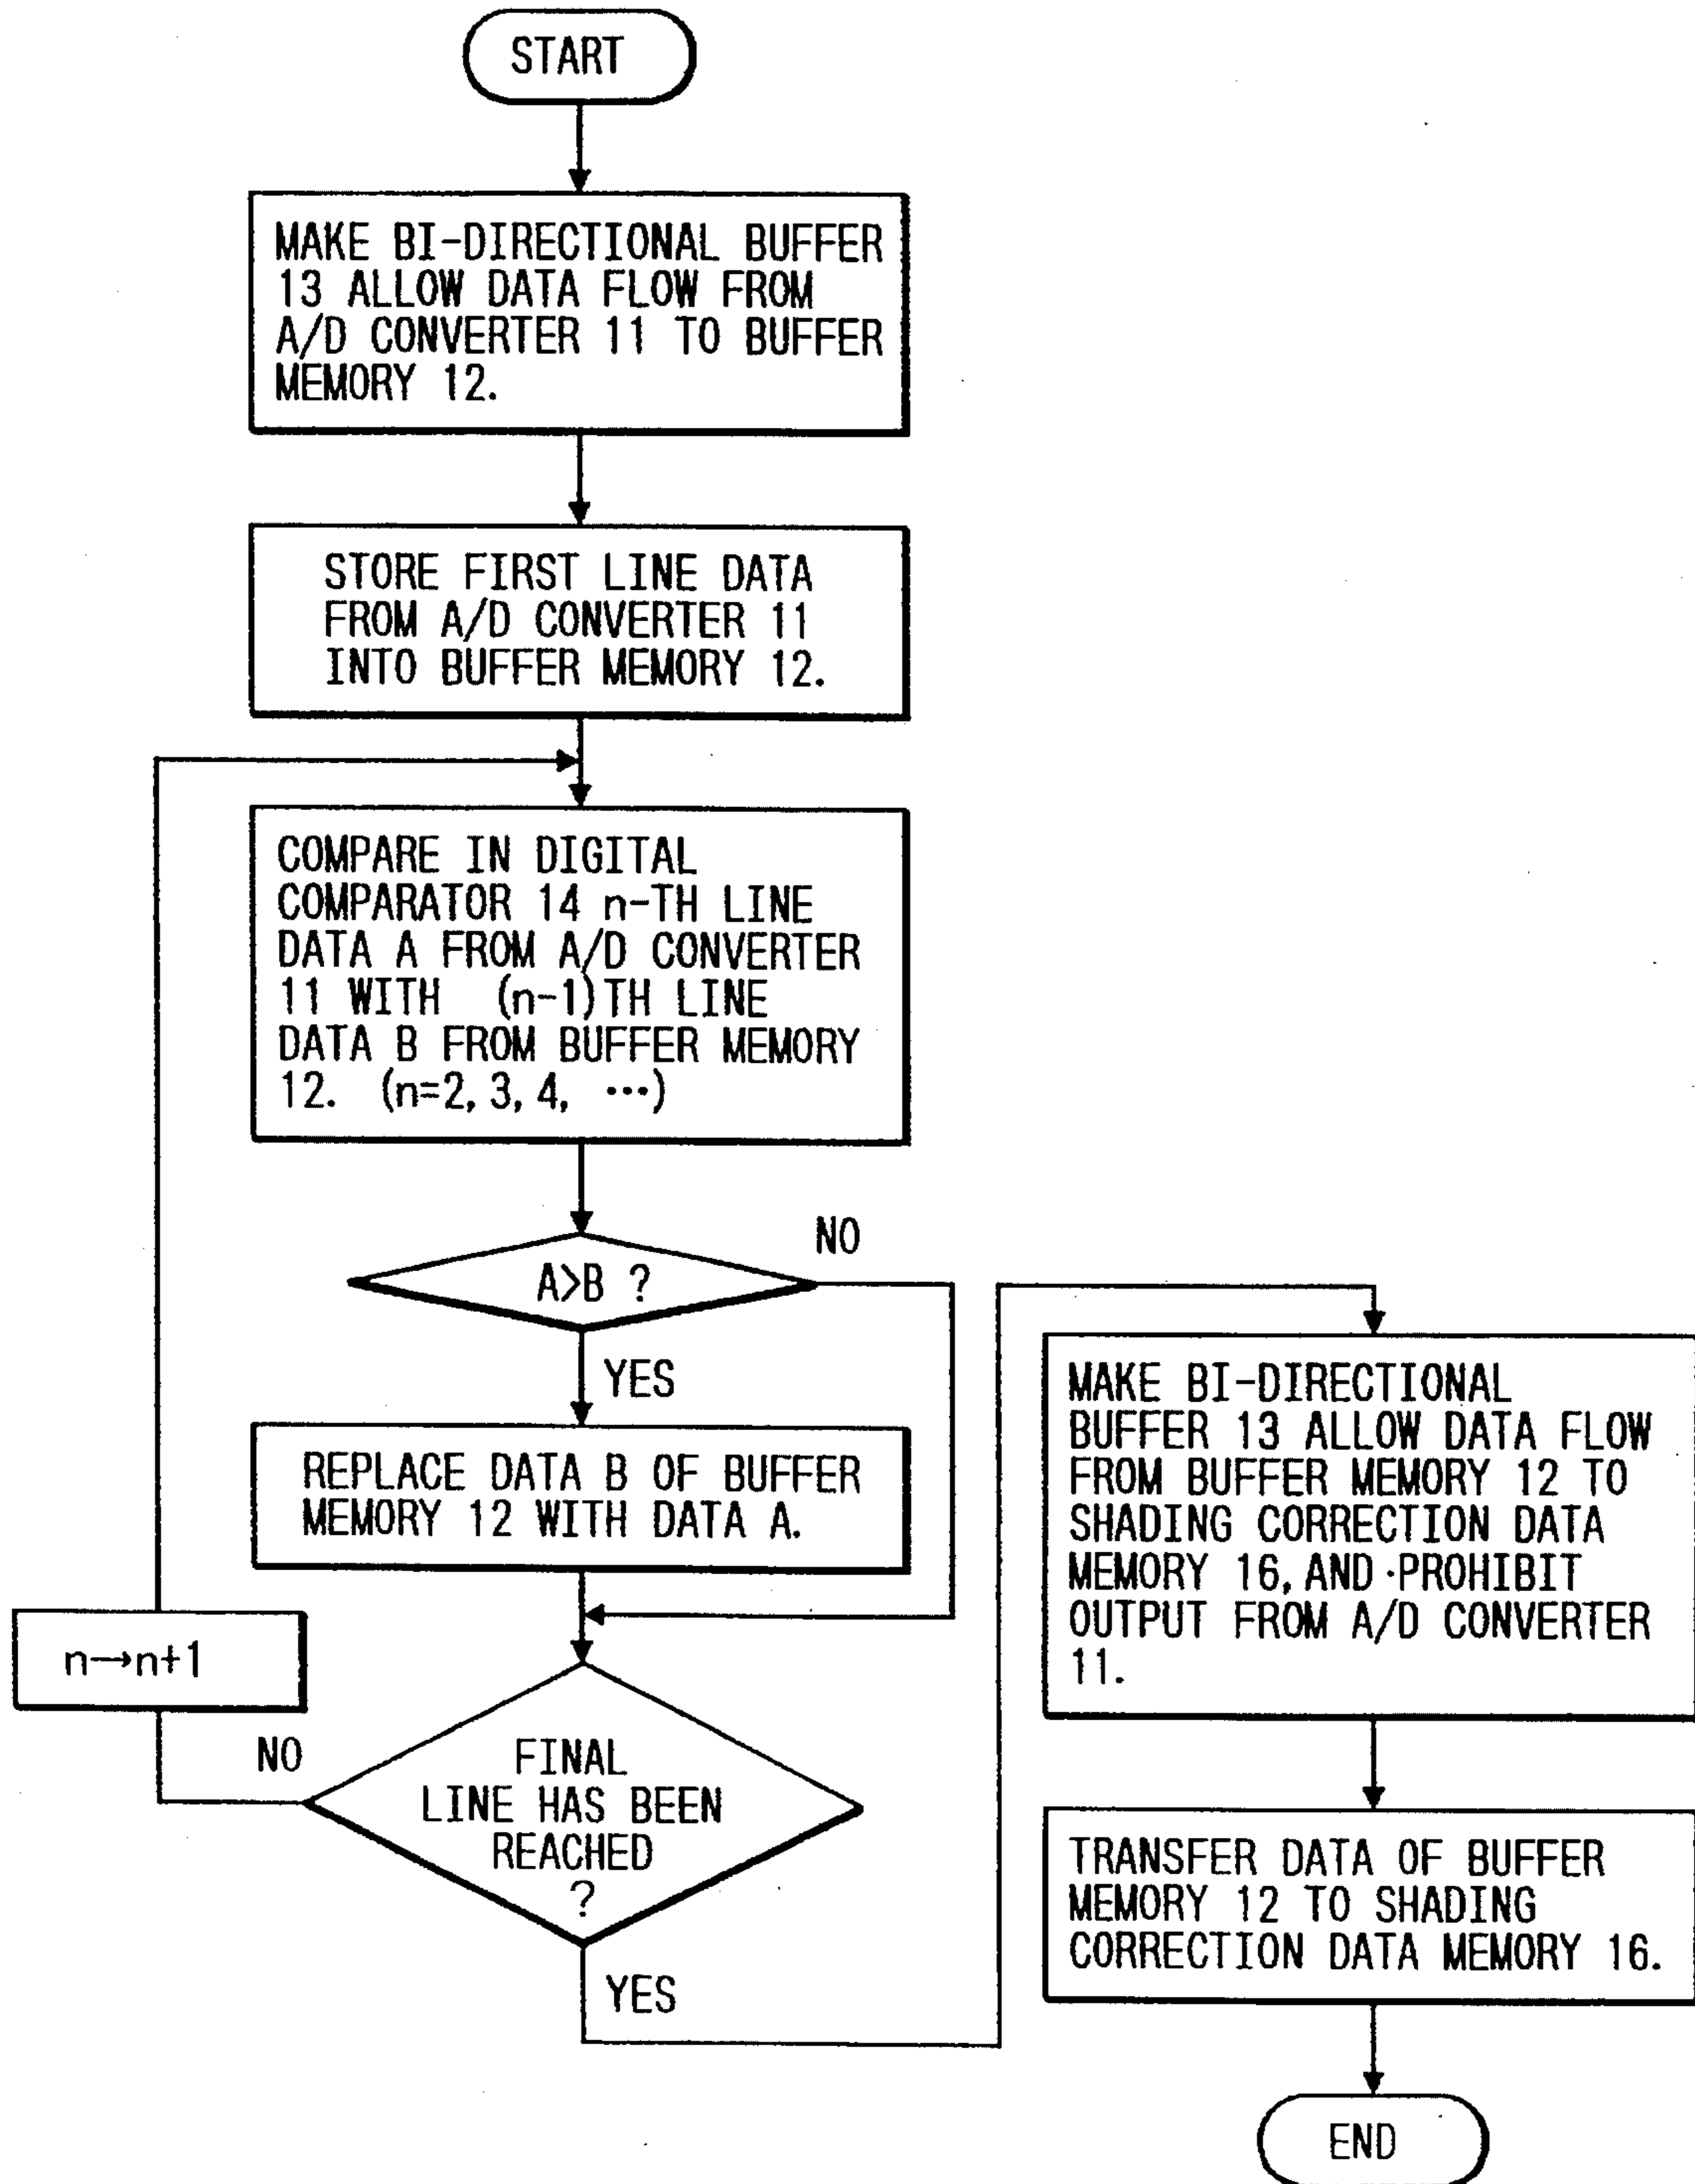 START
MAKE BI-DIRECTIONAL BUFFER
13 ALLOW DATA FLOW FROM
A/D CONVERTER 11 TO BUFFER
MEMORY 12.
STORE FIRST LINE DATA
FROM A/D CONVERTER 11
INTO BUFFER MEMORY 12.
COMPARE IN DIGITAL
COMPARATOR 14 n-TH LINE
DATA A FROM A/D CONVERTER
11 WITH (n-1)TH LINE
DATA B FROM BUFFER MEMORY
12. (n=2, 3, 4, ···)
A>B ?
NO
YES
REPLACE DATA B OF BUFFER
MEMORY 12 WITH DATA A.
n→n+1
NO
FINAL
LINE HAS BEEN
REACHED
?
YES
MAKE BI-DIRECTIONAL
BUFFER 13 ALLOW DATA FLOW
FROM BUFFER MEMORY 12 TO
SHADING CORRECTION DATA
MEMORY 16, AND PROHIBIT
OUTPUT FROM A/D CONVERTER
11.
TRANSFER DATA OF BUFFER
MEMORY 12 TO SHADING
CORRECTION DATA MEMORY 16.
END